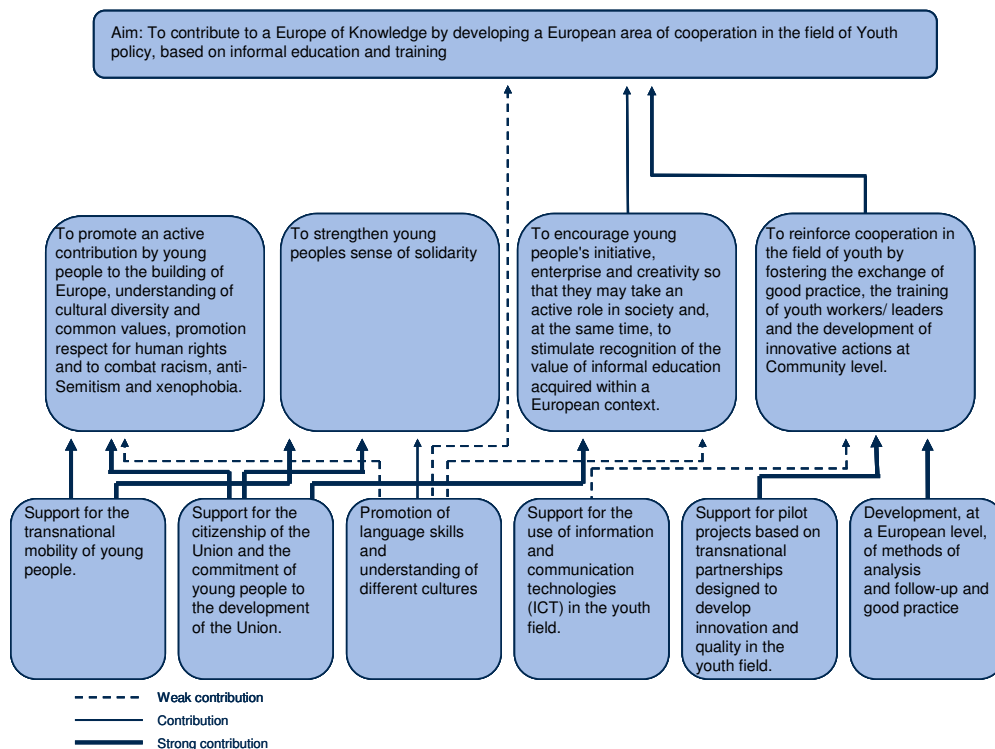 Aim: To contribute to a Europe of Knowledge by developing a European area of cooperation in the field of Youth
policy, based on informal education and training
To promote an active
contribution by young
people to the building of
Europe, understanding of
cultural diversity and
common values, promotion
respect for human rights
and to combat racism, anti-
Semitism and xenophobia.
To strengthen young
peoples sense of solidarity
To encourage young
people's initiative,
enterprise and creativity so
that they may take an
active role in society and,
at the same time, to
stimulate recognition of the
value of informal education
acquired within a
European context.
To reinforce cooperation in
the field of youth by
fostering the exchange of
good practice, the training
of youth workers/ leaders
and the development of
innovative actions at
Community level.
Support for the
transnational
mobility of young
people.
Support for the
citizenship of the
Union and the
commitment of
young people to
the development
of the Union.
Promotion of
language skills
and
understanding of
different cultures
Support for the
use of information
and
communication
technologies
(ICT) in the youth
field.
Support for pilot
projects based on
transnational
partnerships
designed to
develop
innovation and
quality in the
youth field.
Development, at
a European level,
of methods of
analysis
and follow-up and
good practice
Weak contribution
Contribution
Strong contribution